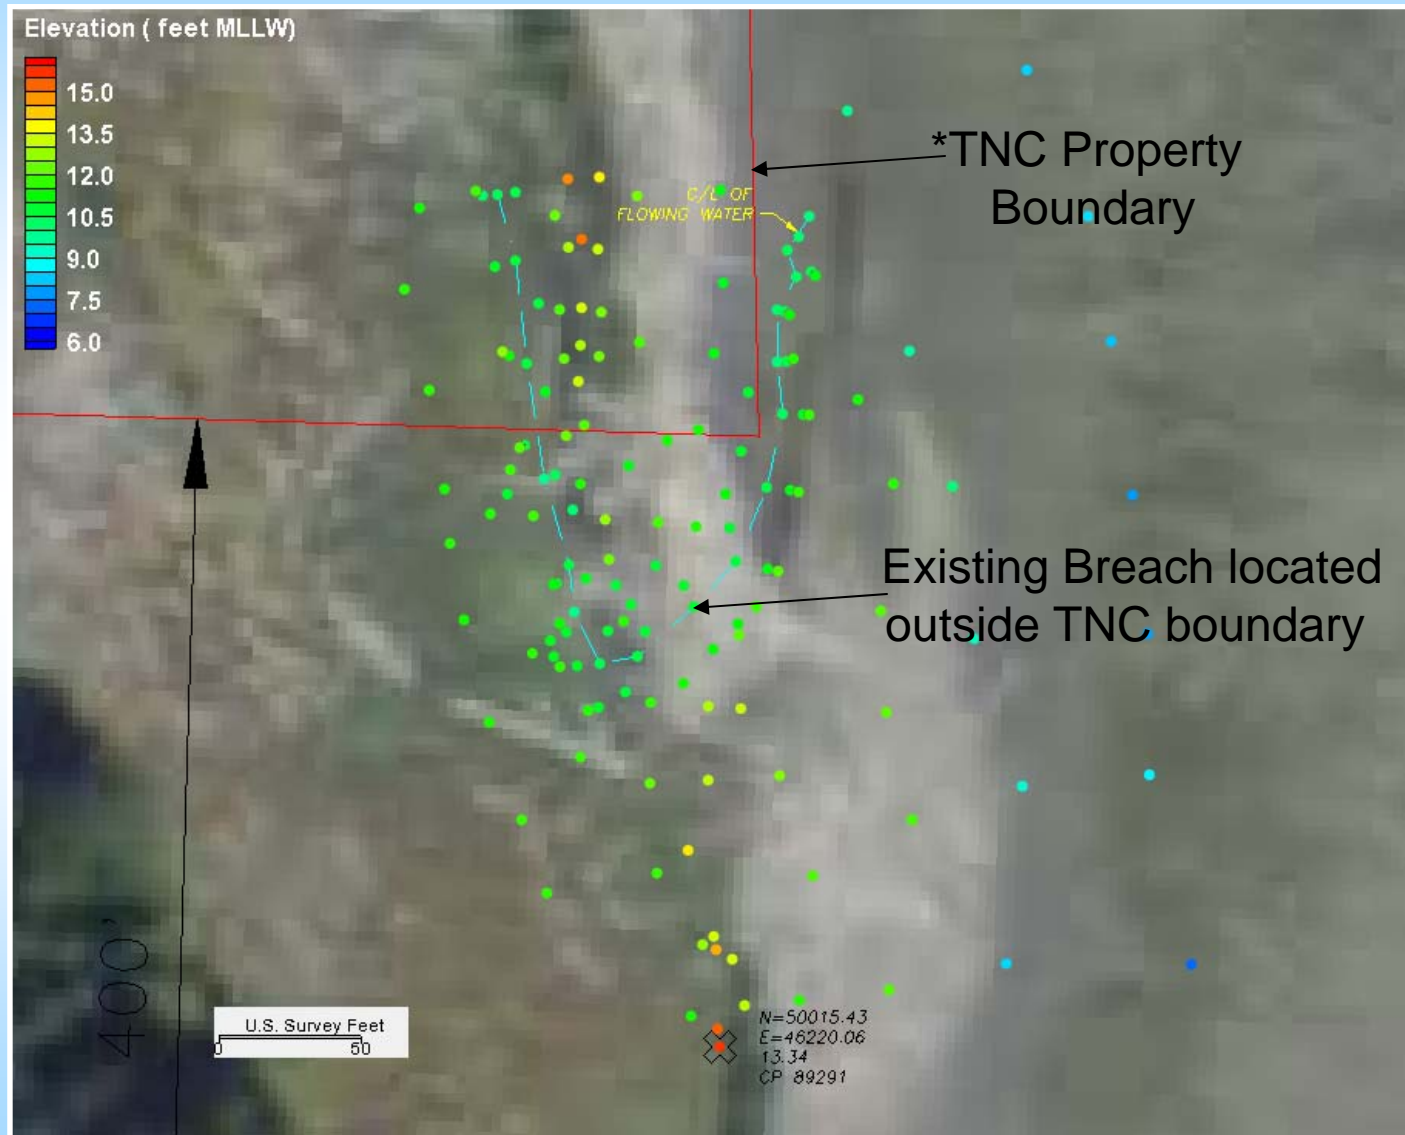 Elevation ( feet MLLW)
15.0
13.5
12.0
10.5
9.0
7.5
6.0
*TNC Property
Boundary
C/L OF
FLOWING WATER
Existing Breach located
outside TNC boundary
400'
U.S. Survey Feet
0 50
N=50015.43
E=46220.06
13.34
CP 89291